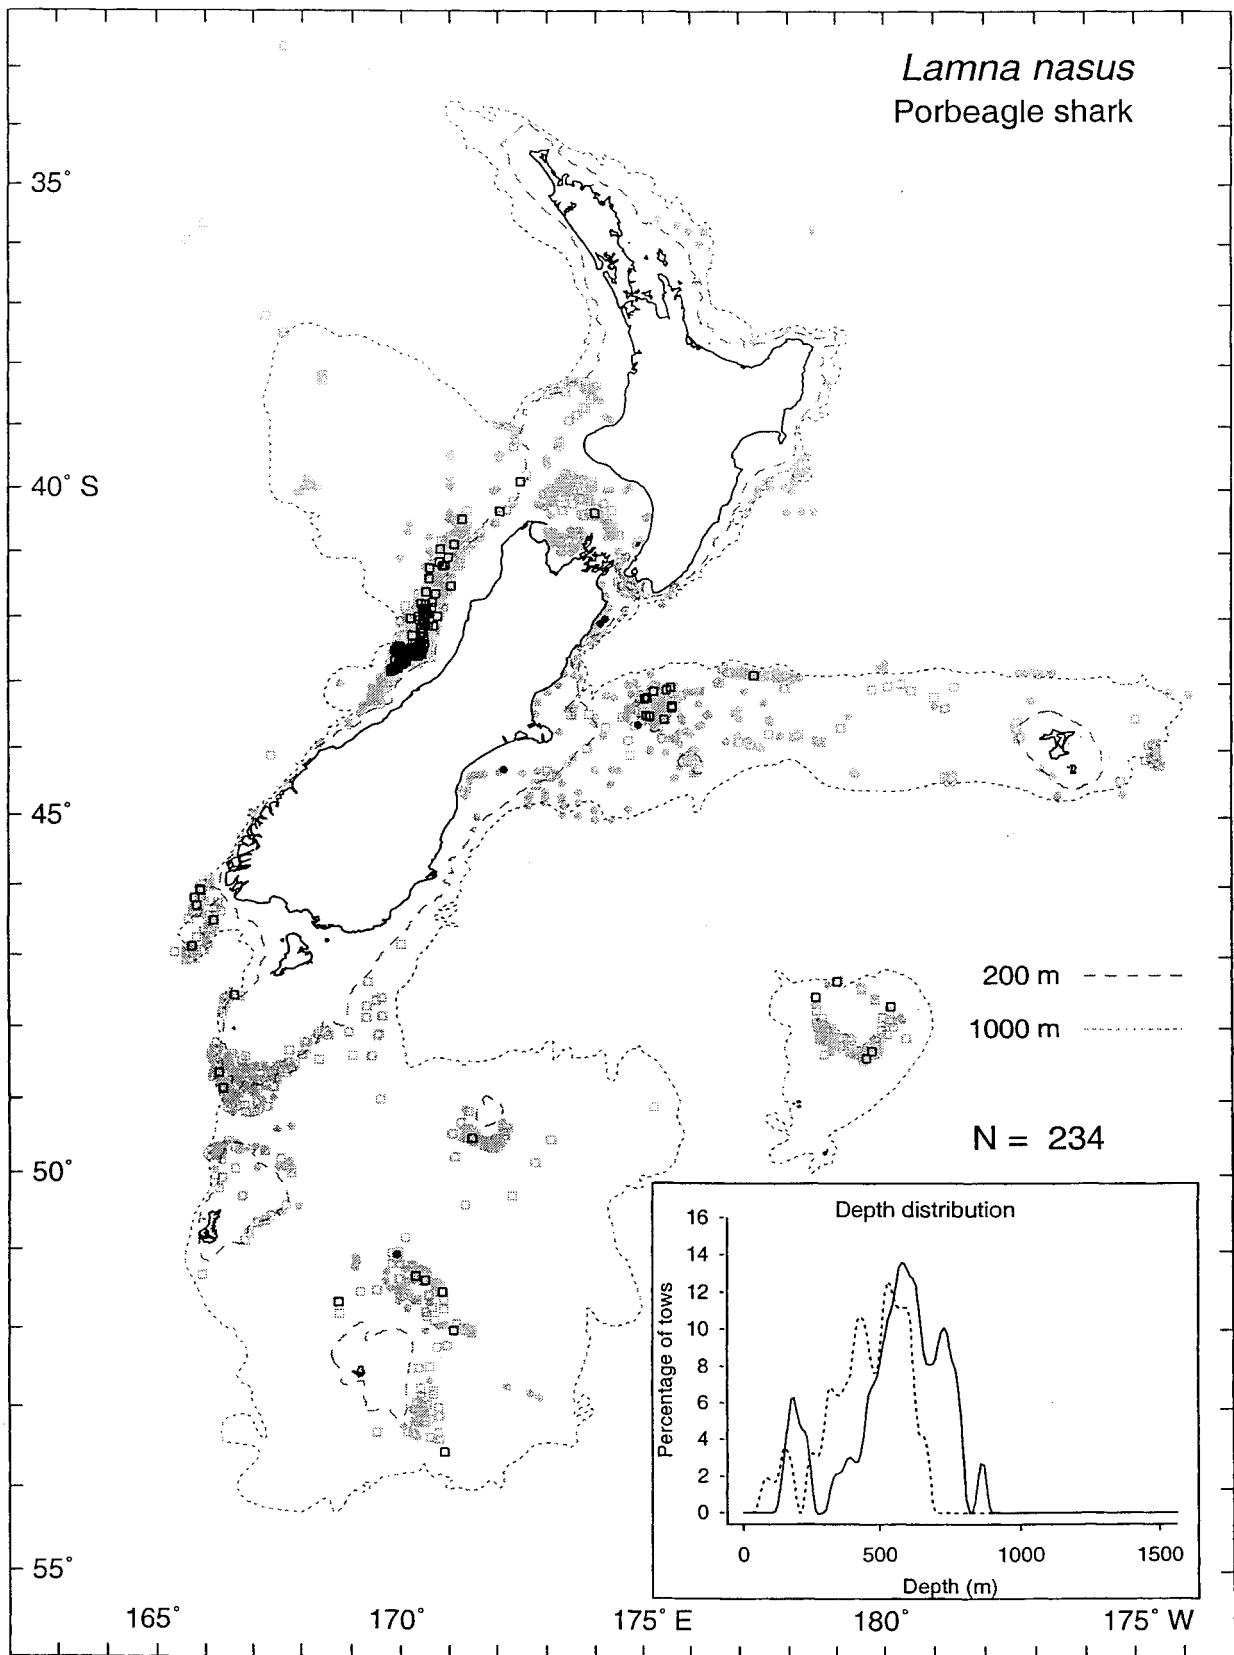 Lamna nasus
Porbeagle shark
35°
40° S
45°
200 m
1000 m
N = 234
50°
Depth distribution
16
14
12
10
8
6
4
2
0
Percentage of tows
0
500
1000
1500
Depth (m)
55°
165°
170°
175° E
180°
175° W